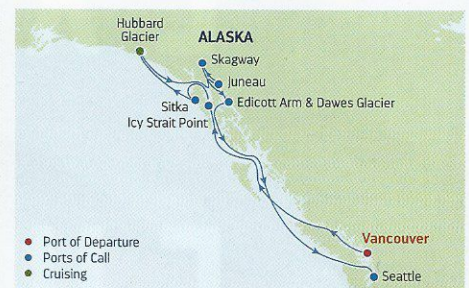 Hubbard
Glacier
ALASKA
Skagway
Juneau
Edicott Arm & Dawes Glacier
Sitka
Icy Strait Point
Port of Departure
Ports of Call
Cruising
Vancouver
Seattle